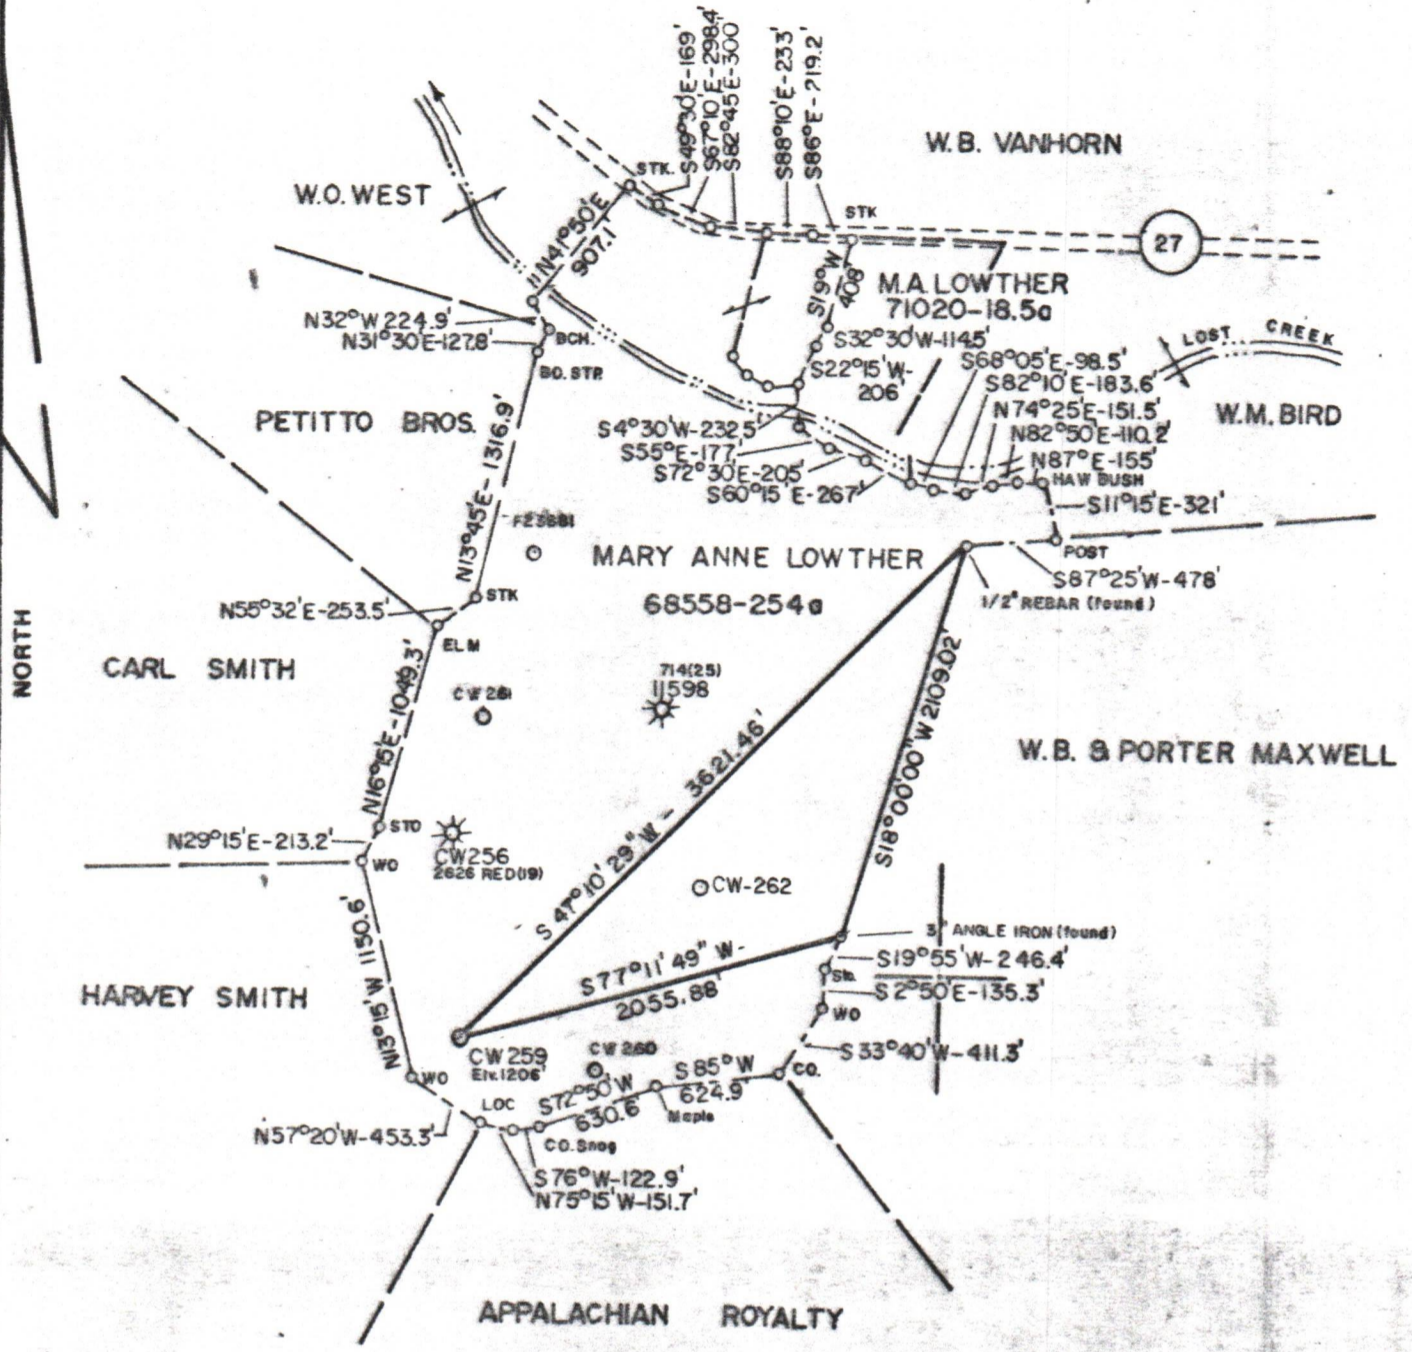 S49°30'E-169'
S67°10'E-298.4'
S82°45'E-300'
S88°10'E-233'
S86°E-219.2'
W.B. VANHORN
STK.
W.O. WEST
N41°50'E
907.1'
STK
27
S19°W
408'
M.A. LOWTHER
71020-18.5a
N32°W 224.9'
N31°30'E-127.8'
BCH.
BO. STP.
S32°30'W-114.5'
S22°15'W-
206'
S68°05'E-98.5'
S82°10'E-183.6'
N74°25'E-151.5'
N82°50'E-110.2'
N87°E-155'
HAW BUSH
LOST CREEK
W.M. BIRD
PETITTO BROS.
S4°30'W-232.5'
S55°E-177'
S72°30'E-205'
S60°15'E-267'
S11°15'E-321'
POST
N13°45'E-1316.9'
MARY ANNE LOWTHER
68558-254a
S87°25'W-478'
1/2" REBAR (found)
N55°32'E-253.5'
STK
ELM
NORTH
CARL SMITH
CW 261
714(25)
11598
N16°15'E-1049.3'
S 47°10'29" W - 3621.46'
S18°00'00" W 2109.02'
W.B. & PORTER MAXWELL
N29°15'E-213.2'
STO
WO
CW256
2626 RED(19)
CW-262
N13°15'W 1150.6'
3" ANGLE IRON (found)
S19°55'W-246.4'
S2°50'E-135.3'
WO
HARVEY SMITH
S77°11'49" W-
2055.88'
S33°40'W-411.3'
CW259
Elv. 1206'
CW 260
WO
S85°W
624.9'
CO.
LOC
S72°50'W
630.6'
Maple
N57°20'W-453.3'
CO. Snag
S76°W-122.9'
N75°15'W-151.7'
APPALACHIAN ROYALTY